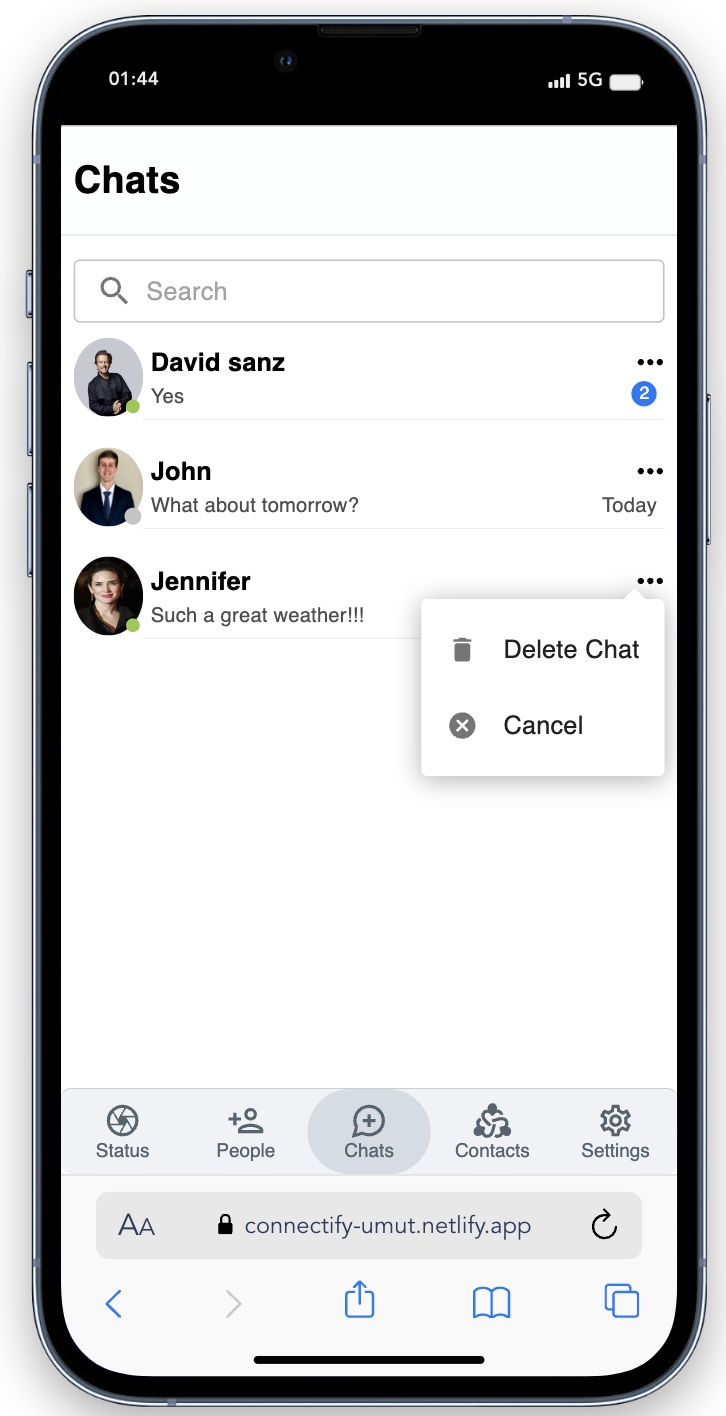 01:44 5G
Chats
Search
David sanz
Yes 2
John
What about tomorrow? Today
Jennifer
Such a great weather!!!
Delete Chat
Cancel
Status People Chats Contacts Settings
AA connectify-umut.netlify.app